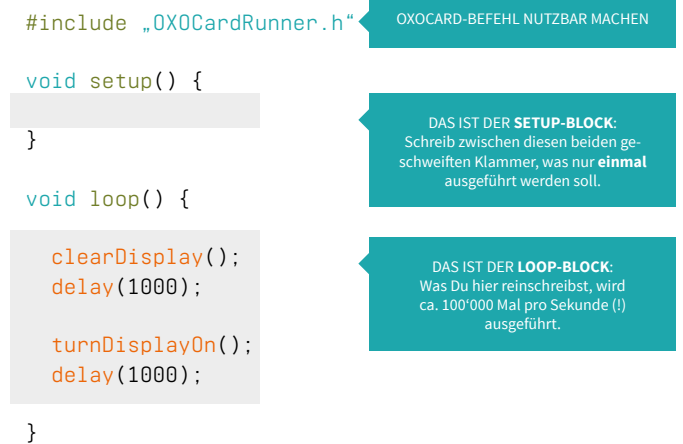 #include „OXOCardRunner.h“
OXOCARD-BEFEHL NUTZBAR MACHEN
void setup() {
}
DAS IST DER SETUP-BLOCK:
Schreib zwischen diesen beiden ge-
schweiften Klammer, was nur einmal
ausgeführt werden soll.
void loop() {
clearDisplay();
delay(1000);
turnDisplayOn();
delay(1000);
}
DAS IST DER LOOP-BLOCK:
Was Du hier reinschreibst, wird
ca. 100‘000 Mal pro Sekunde (!)
ausgeführt.